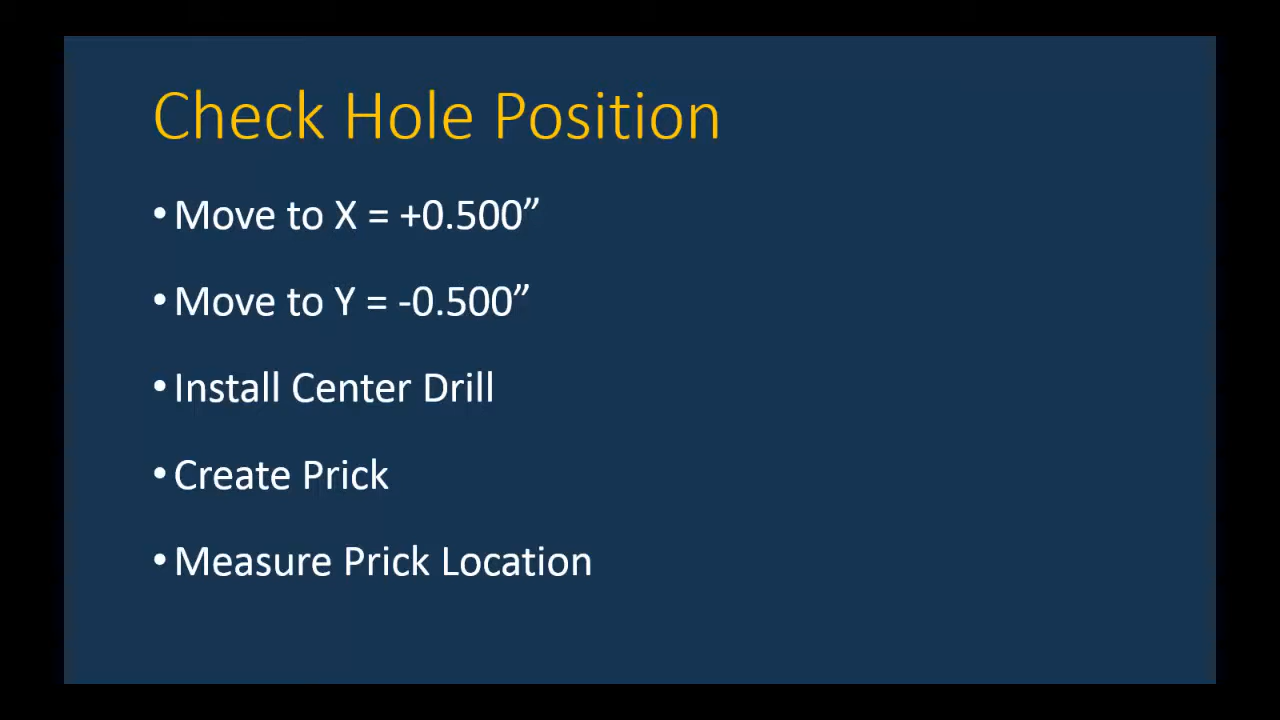 Check Hole Position
•Move to X = +0.500”
•Move to Y = -0.500”
•Install Center Drill
•Create Prick
•Measure Prick Location